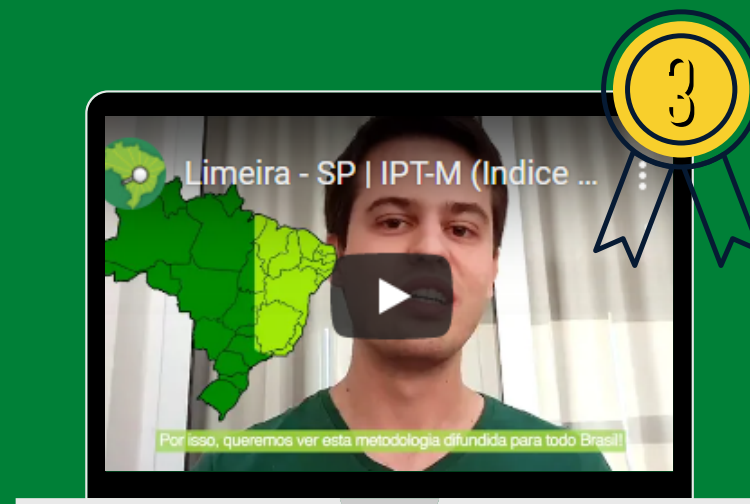 3
Limeira - SP | IPT-M (Indice ...
Por isso, queremos ver esta metodologia difundida para todo Brasil!